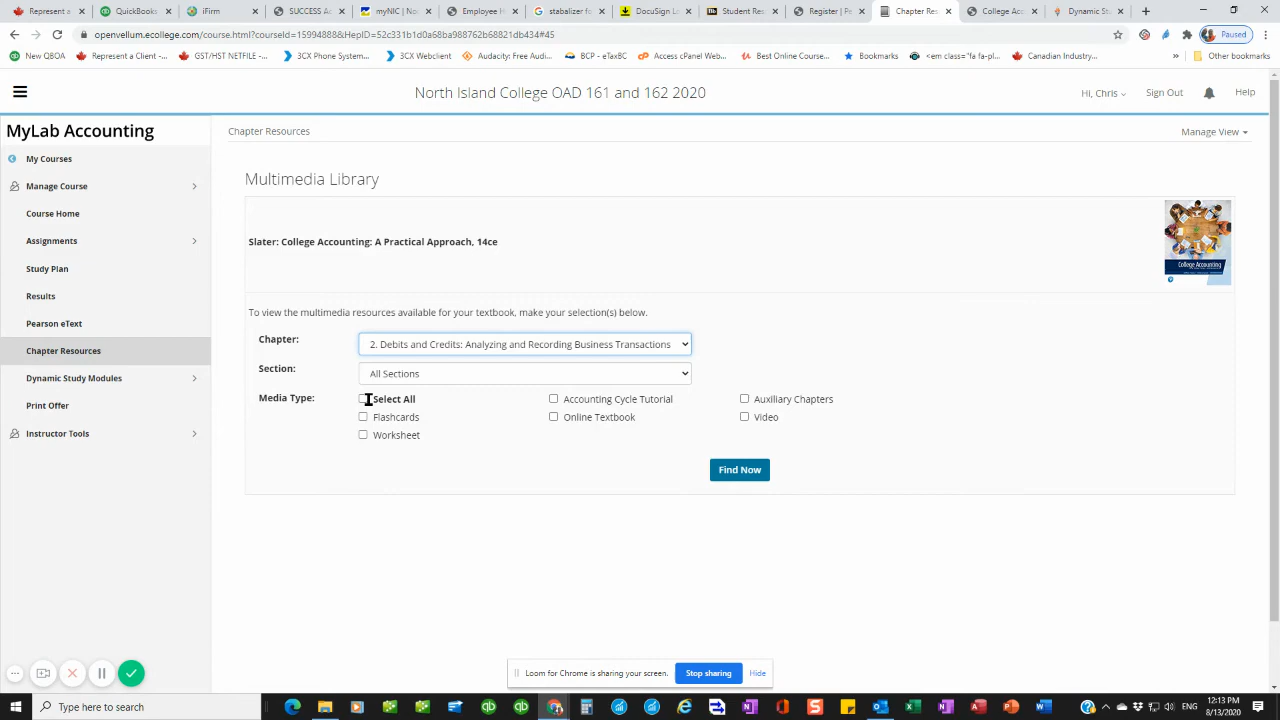 Represent a
QuickBooks
iFirm
SUCCESS A
myNIC | No
Employee H
stabalizer fo
DocuSign Lo
Student Res
Register | Pe
Chapter Res
College Acc
Dynamic St
openvellum.ecollege.com/course.html?courseId=15994888&HepID=52c331b1d0a68ba988762b68821db434#45
Paused
New QBOA
Represent a Client -...
GST/HST NETFILE -...
3CX Phone System...
3CX Webclient
Audacity(Free Audi...
BCP - eTaxBC
Access cPanel Web...
Best Online Course...
Bookmarks
<em class="fa fa-pl...
Canadian Industry...
»
Other bookmarks
North Island College OAD 161 and 162 2020
Hi, Chris
Sign Out
Help
MyLab Accounting
Chapter Resources
Manage View
My Courses
Manage Course
Course Home
Assignments
Study Plan
Results
Pearson eText
Chapter Resources
Dynamic Study Modules
Print Offer
Instructor Tools
Multimedia Library
Slater: College Accounting: A Practical Approach, 14ce
College Accounting
To view the multimedia resources available for your textbook, make your selection(s) below.
Chapter:
2. Debits and Credits: Analyzing and Recording Business Transactions
Section:
All Sections
Media Type:
Select All
Accounting Cycle Tutorial
Auxiliary Chapters
Flashcards
Online Textbook
Video
Worksheet
Find Now
Loom for Chrome is sharing your screen.
Stop sharing
Hide
Type here to search
ENG
12:13 PM
8/13/2020